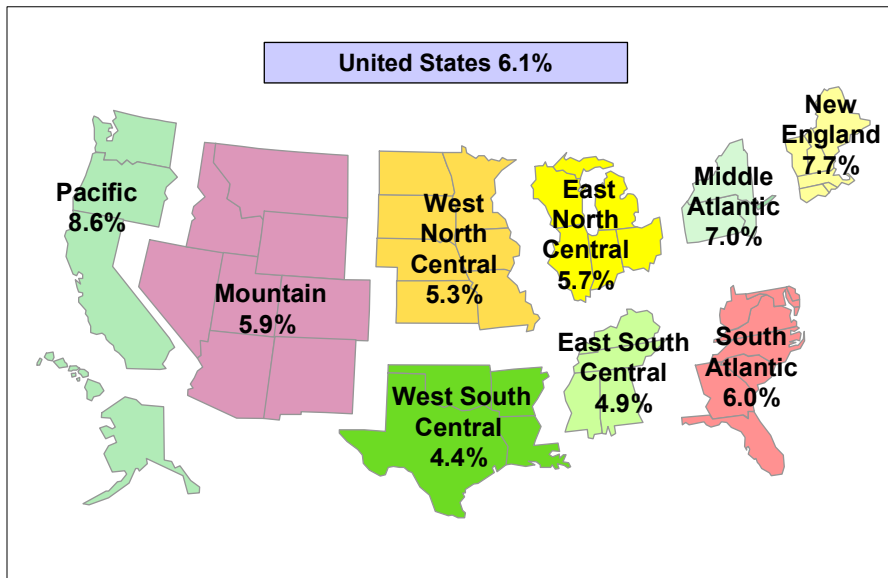 United States 6.1%
New
England
7.7%
Pacific
8.6%
Middle
Atlantic
7.0%
West
North
Central
5.3%
East
North
Central
5.7%
Mountain
5.9%
East South
Central
4.9%
South
Atlantic
6.0%
West South
Central
4.4%